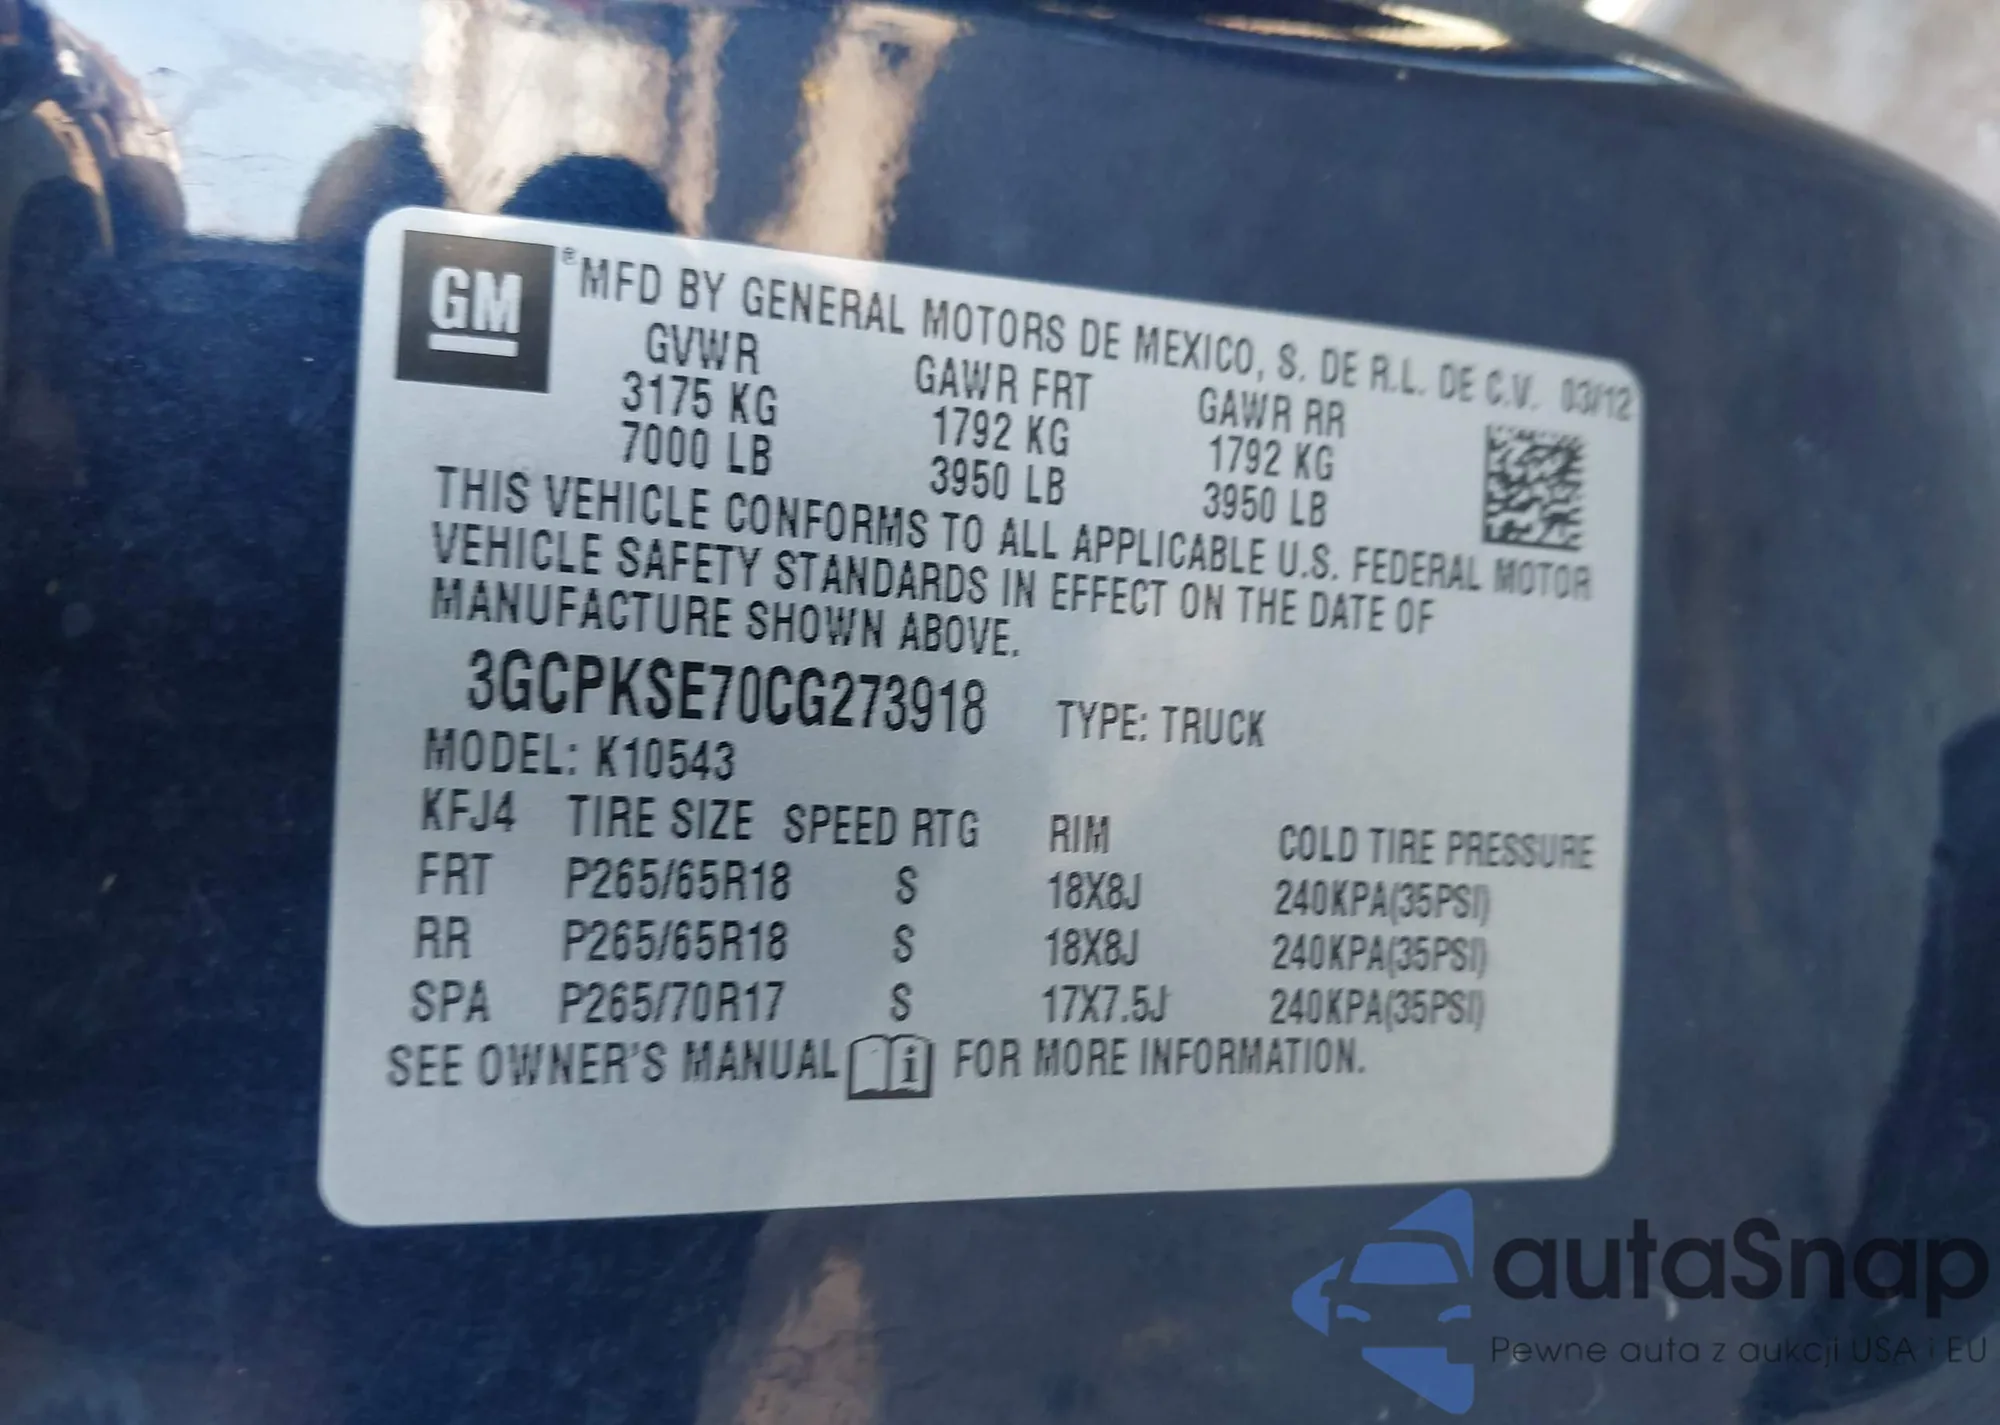 GM
® MFD BY GENERAL MOTORS DE MEXICO, S. DE R.L. DE C.V. 03/12
GVWR GAWR FRT GAWR RR
3175 KG 1792 KG 1792 KG
7000 LB 3950 LB 3950 LB
THIS VEHICLE CONFORMS TO ALL APPLICABLE U.S. FEDERAL MOTOR
VEHICLE SAFETY STANDARDS IN EFFECT ON THE DATE OF
MANUFACTURE SHOWN ABOVE.
3GCPKSE70CG273918 TYPE: TRUCK
MODEL: K10543
KFJ4 TIRE SIZE SPEED RTG RIM COLD TIRE PRESSURE
FRT P265/65R18 S 18X8J 240KPA(35PSI)
RR P265/65R18 S 18X8J 240KPA(35PSI)
SPA P265/70R17 S 17X7.5J 240KPA(35PSI)
SEE OWNER'S MANUAL i FOR MORE INFORMATION.
autaSnap
Pewne auta z aukcji USA i EU